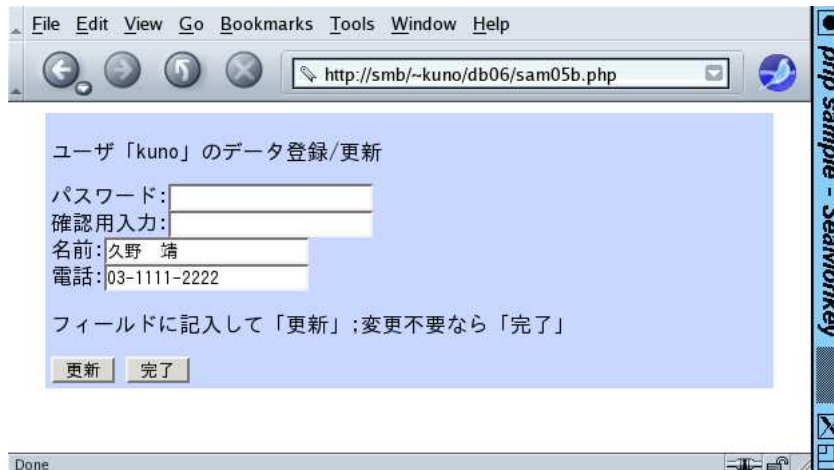 File Edit View Go Bookmarks Tools Window Help
http://smb/~kuno/db06/sam05b.php
ユーザ「kuno」のデータ登録/更新
パスワード:
確認用入力:
名前:久野　靖
電話:03-1111-2222
フィールドに記入して「更新」;変更不要なら「完了」
更新 完了
Done
php sample - SeaMonkey